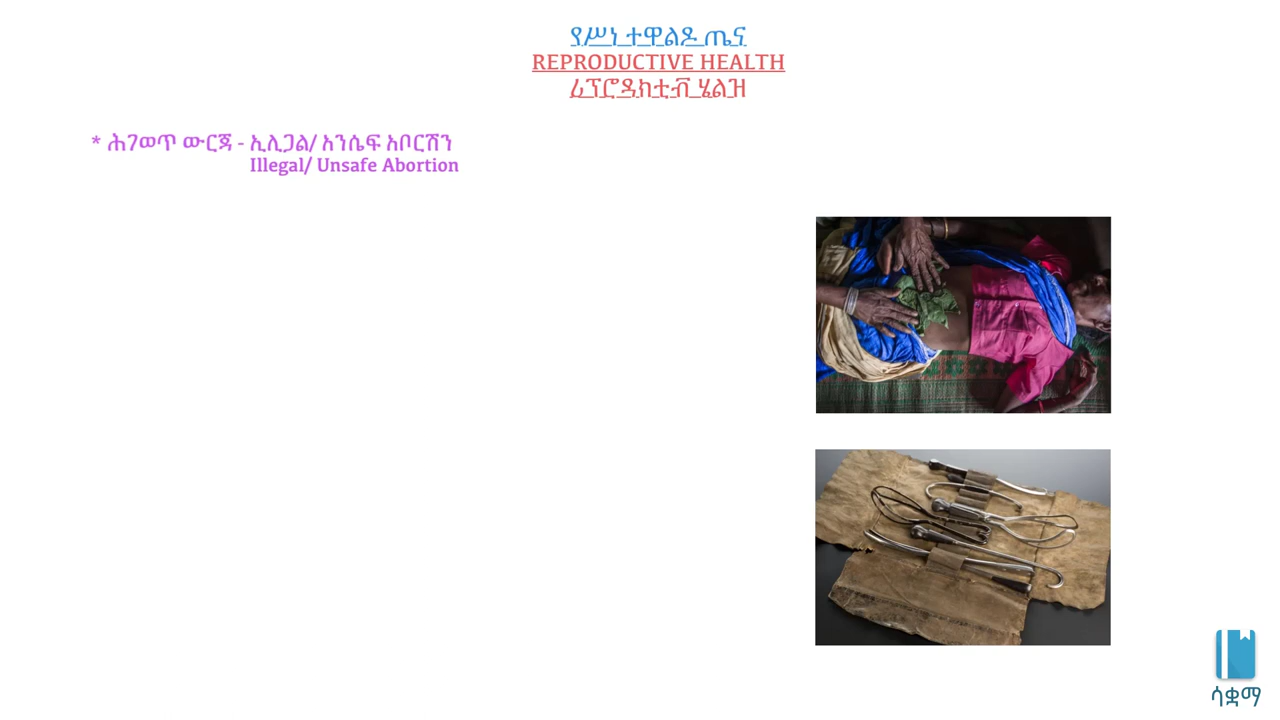 የሥነ ተዋልዶ ጤና
REPRODUCTIVE HEALTH
ሪፕሮዳክቲቭ ሄልዝ
* ሕገወጥ ውርጃ - ኢሊጋል/ አንሴፍ አቦርሽን
Illegal/ Unsafe Abortion
ሳቋማ